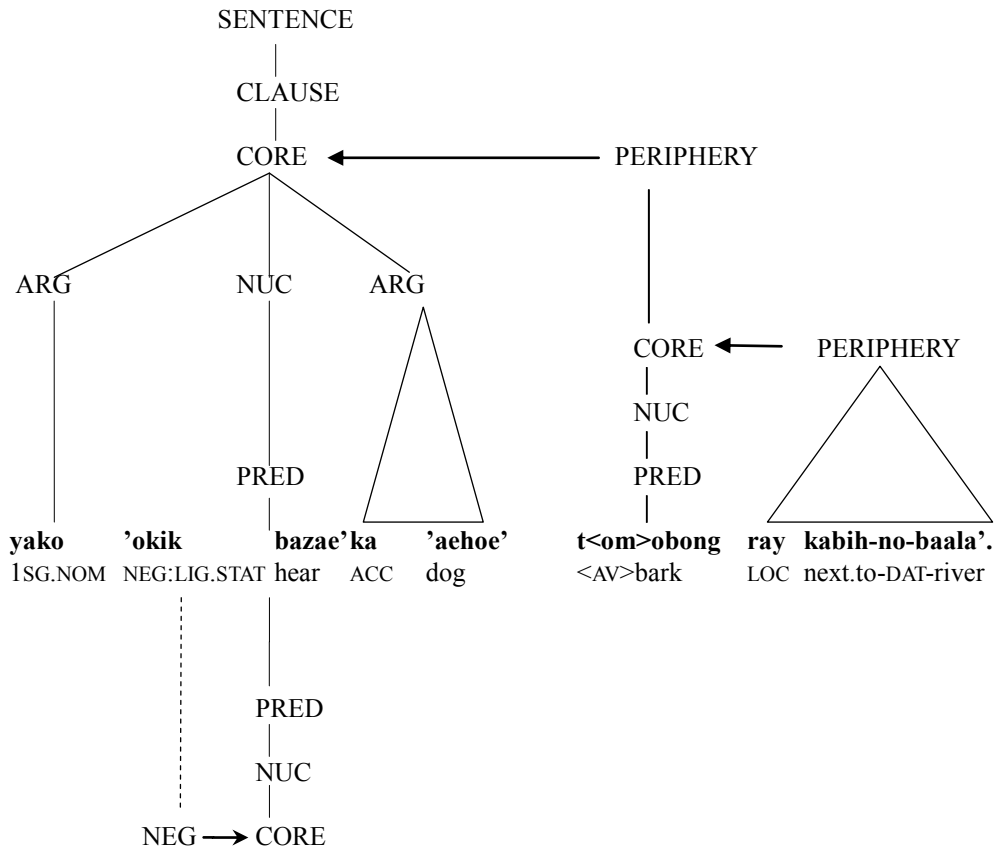 SENTENCE
CLAUSE
CORE PERIPHERY
ARG NUC ARG
CORE PERIPHERY
NUC
PRED PRED
yako ’okik bazae’ ka ’aehoe’ t<om>obong ray kabih-no-baala’.
1SG.NOM NEG:LIG.STAT hear ACC dog <AV>bark LOC next.to-DAT-river
PRED
NUC
NEG CORE